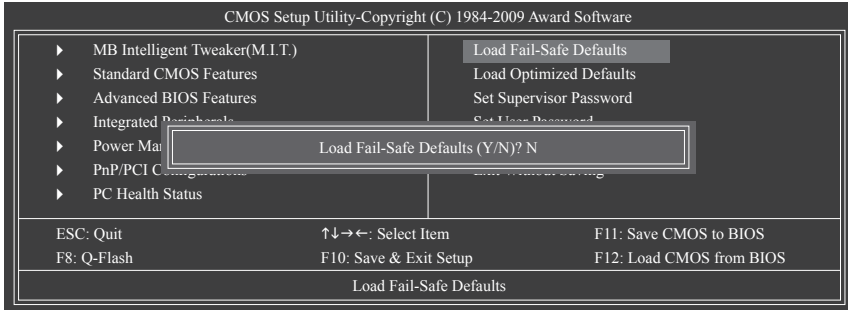 CMOS Setup Utility-Copyright (C) 1984-2009 Award Software
MB Intelligent Tweaker(M.I.T.)
Standard CMOS Features
Advanced BIOS Features
Integrated
Power
PnP/PCI
PC Health Status
Load Fail-Safe Defaults
Load Optimized Defaults
Set Supervisor Password
Set User Password
Load Fail-Safe Defaults (Y/N)? N
ESC: Quit
↑↓→←: Select Item
F11: Save CMOS to BIOS
F8: Q-Flash
F10: Save & Exit Setup
F12: Load CMOS from BIOS
Load Fail-Safe Defaults